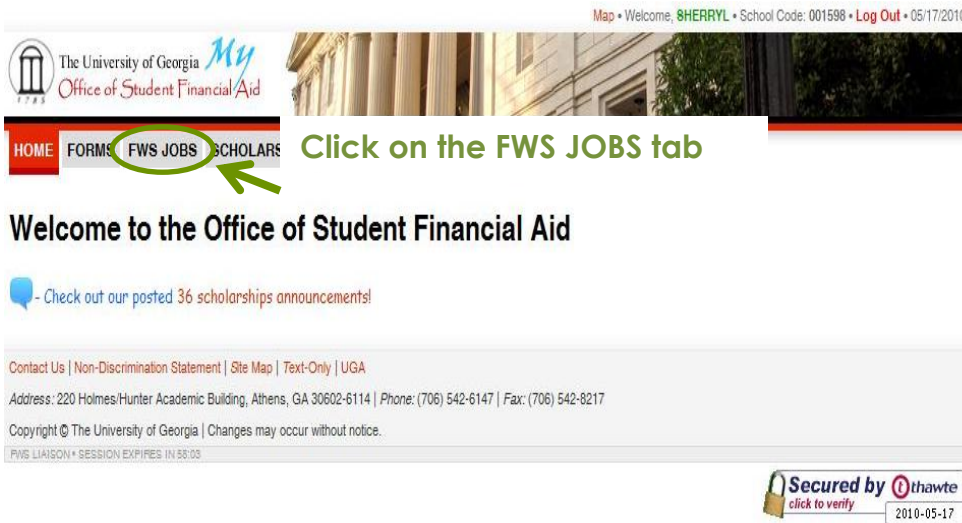 Map • Welcome, SHERRYL • School Code: 001598 • Log Out • 05/17/2010
The University of Georgia My
Office of Student Financial Aid
1785
HOME FORMS FWS JOBS SCHOLARS
Click on the FWS JOBS tab
Welcome to the Office of Student Financial Aid
- Check out our posted 36 scholarships announcements!
Contact Us | Non-Discrimination Statement | Site Map | Text-Only | UGA
Address: 220 Holmes/Hunter Academic Building, Athens, GA 30602-6114 | Phone: (706) 542-6147 | Fax: (706) 542-8217
Copyright © The University of Georgia | Changes may occur without notice.
FWS LIAISON • SESSION EXPIRES IN 58:03
Secured by thawte
click to verify
2010-05-17